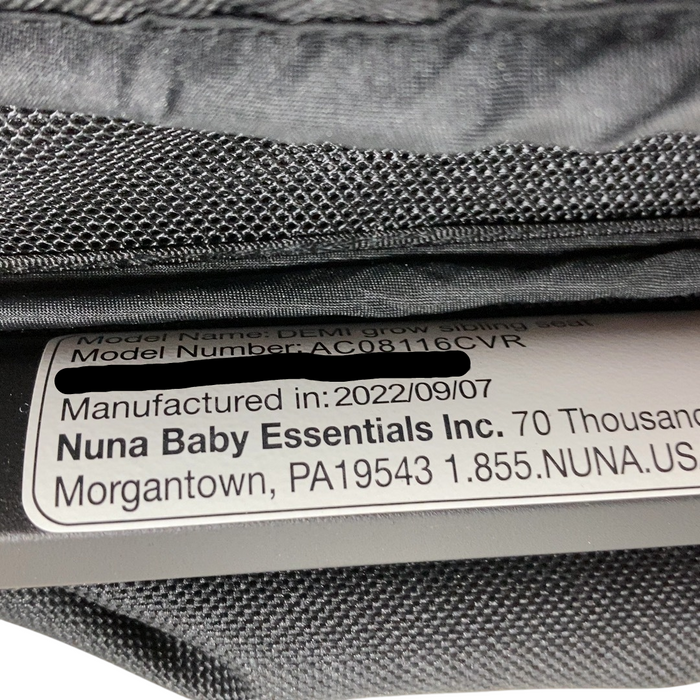 Model Name: DEMI grow sibling seat
Model Number: AC08116CVR
Manufactured in: 2022/09/07
Nuna Baby Essentials Inc. 70 Thousand
Morgantown, PA19543 1.855.NUNA.US